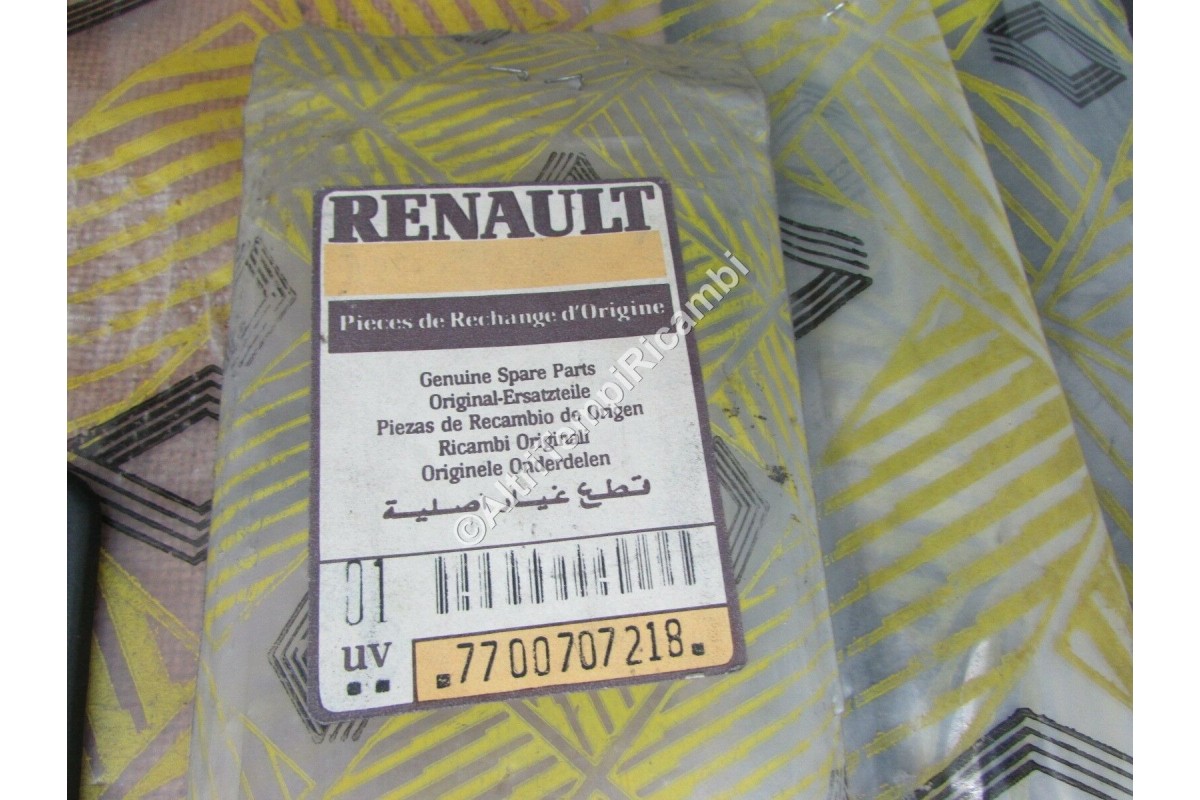 RENAULT
Pieces de Rechange d'Origine
Genuine Spare Parts
Original-Ersatzteile
Piezas de Recambio de Origen
Ricambi Originali
Originele Onderdelen
قطع غيار أصلية
01
uv
.7700707218.
©AltriTempiRicambi